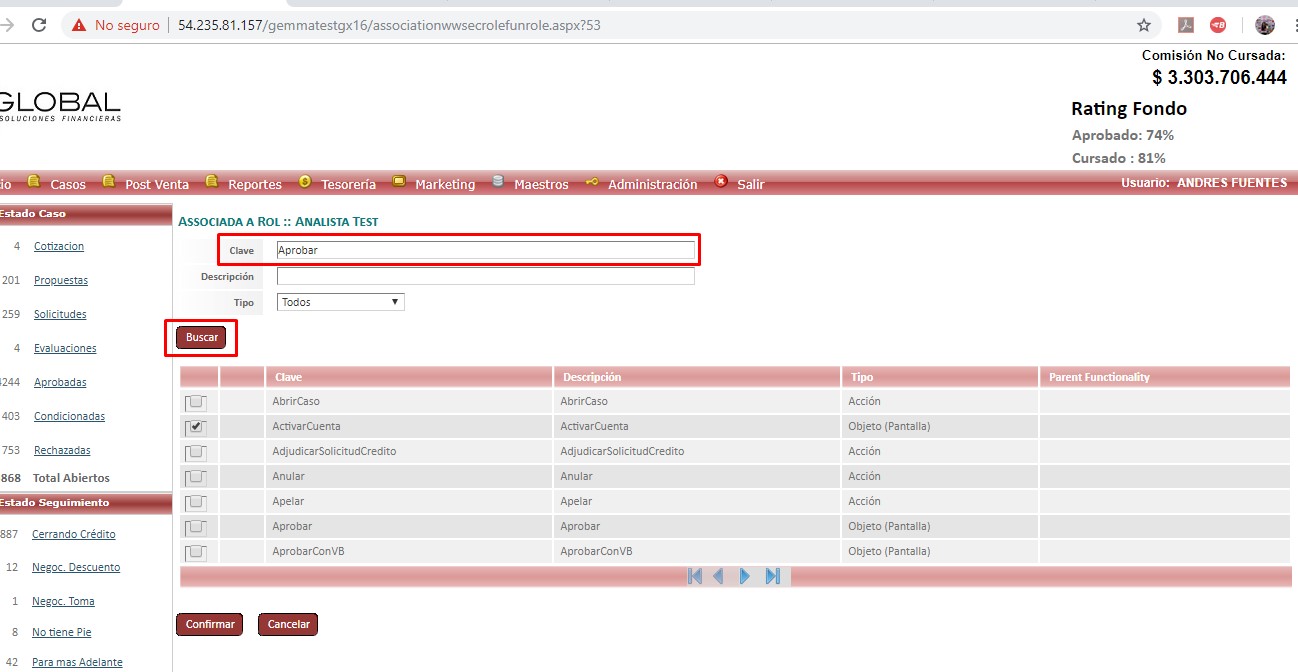 No seguro | 54.235.81.157/gemmatestgx16/associationwwsecrolefunrole.aspx?53
Comisión No Cursada:
$ 3.303.706.444
GLOBAL
SOLUCIONES FINANCIERAS
Rating Fondo
Aprobado: 74%
Cursado : 81%
io Casos Post Venta Reportes Tesorería Marketing Maestros Administración Salir Usuario: ANDRES FUENTES
Estado Caso
4 Cotizacion
201 Propuestas
259 Solicitudes
4 Evaluaciones
4244 Aprobadas
403 Condicionadas
753 Rechazadas
868 Total Abiertos
Estado Seguimiento
887 Cerrando Crédito
12 Negoc. Descuento
1 Negoc. Toma
8 No tiene Pie
42 Para mas Adelante
ASSOCIADA A ROL :: ANALISTA TEST
Clave Aprobar
Descripción
Tipo Todos
Buscar
Clave Descripción Tipo Parent Functionality
AbrirCaso AbrirCaso Acción
ActivarCuenta ActivarCuenta Objeto (Pantalla)
AdjudicarSolicitudCredito AdjudicarSolicitudCredito Acción
Anular Anular Acción
Apelar Apelar Acción
Aprobar Aprobar Objeto (Pantalla)
AprobarConVB AprobarConVB Objeto (Pantalla)
Confirmar Cancelar